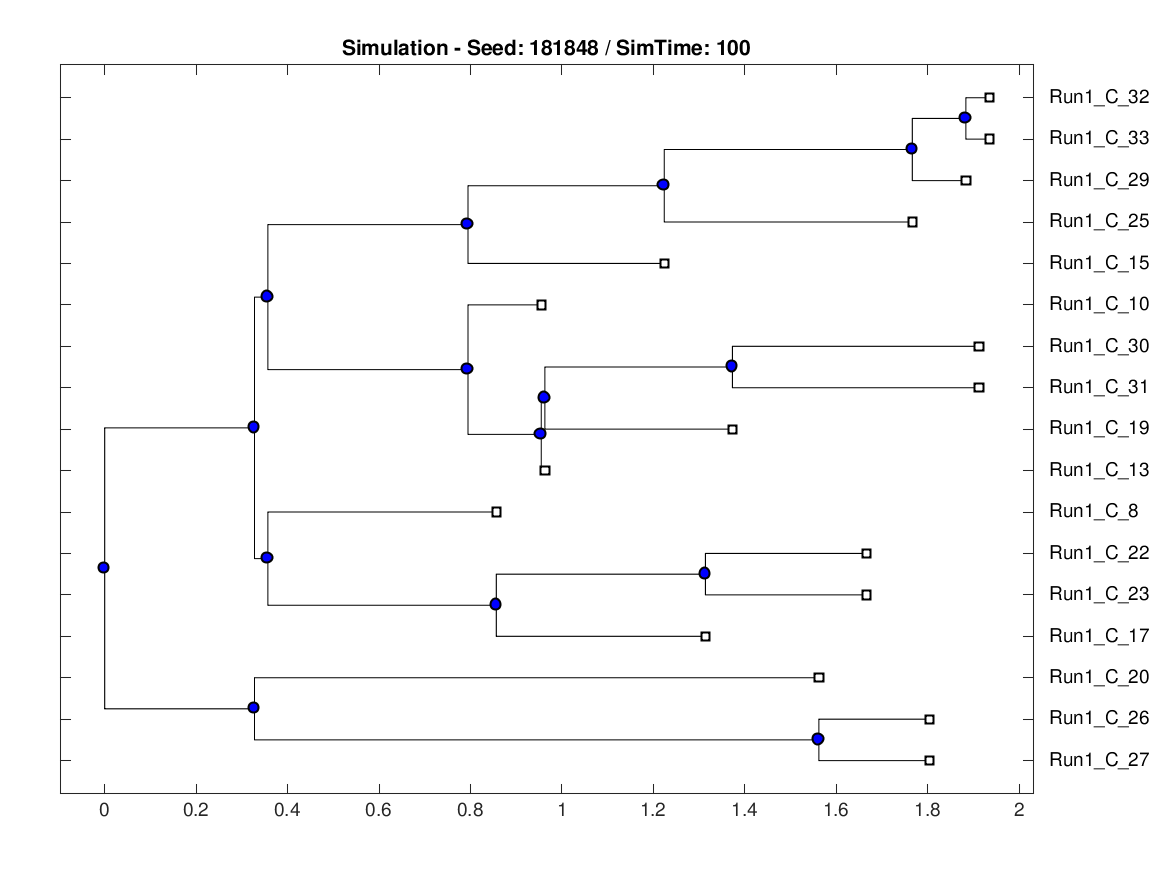 Simulation - Seed: 181848 / SimTime: 100
Run1_C_32
Run1_C_33
Run1_C_29
Run1_C_25
Run1_C_15
Run1_C_10
Run1_C_30
Run1_C_31
Run1_C_19
Run1_C_13
Run1_C_8
Run1_C_22
Run1_C_23
Run1_C_17
Run1_C_20
Run1_C_26
Run1_C_27
0 0.2 0.4 0.6 0.8 1 1.2 1.4 1.6 1.8 2